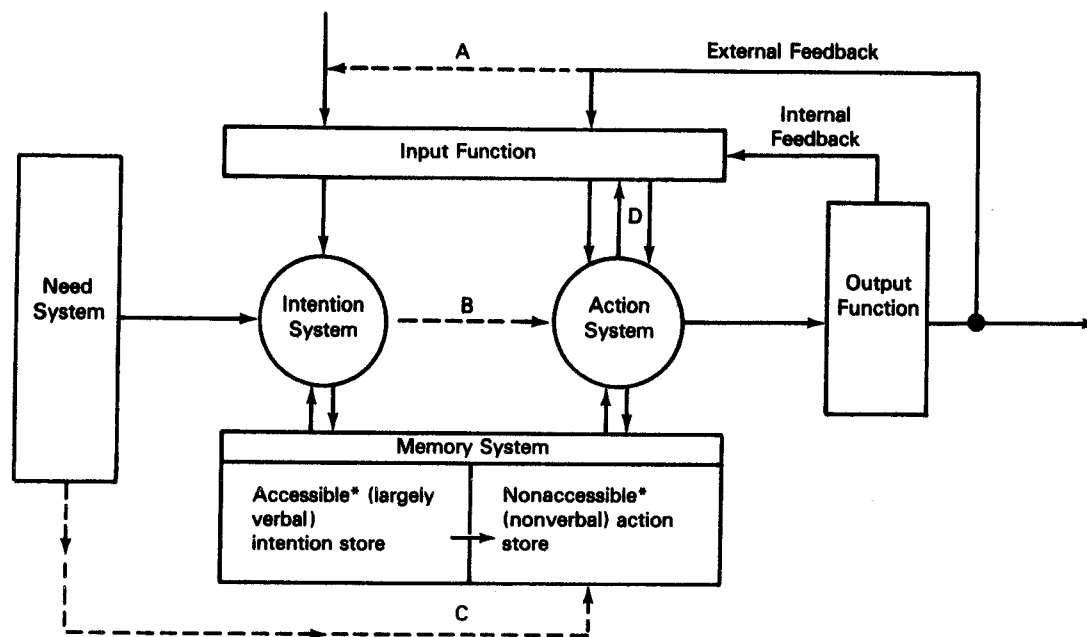 A
External Feedback
Internal
Feedback
Input Function
D
Need
System
Intention
System
B
Action
System
Output
Function
Memory System
Accessible* (largely
verbal)
intention store
Nonaccessible*
(nonverbal) action
store
C